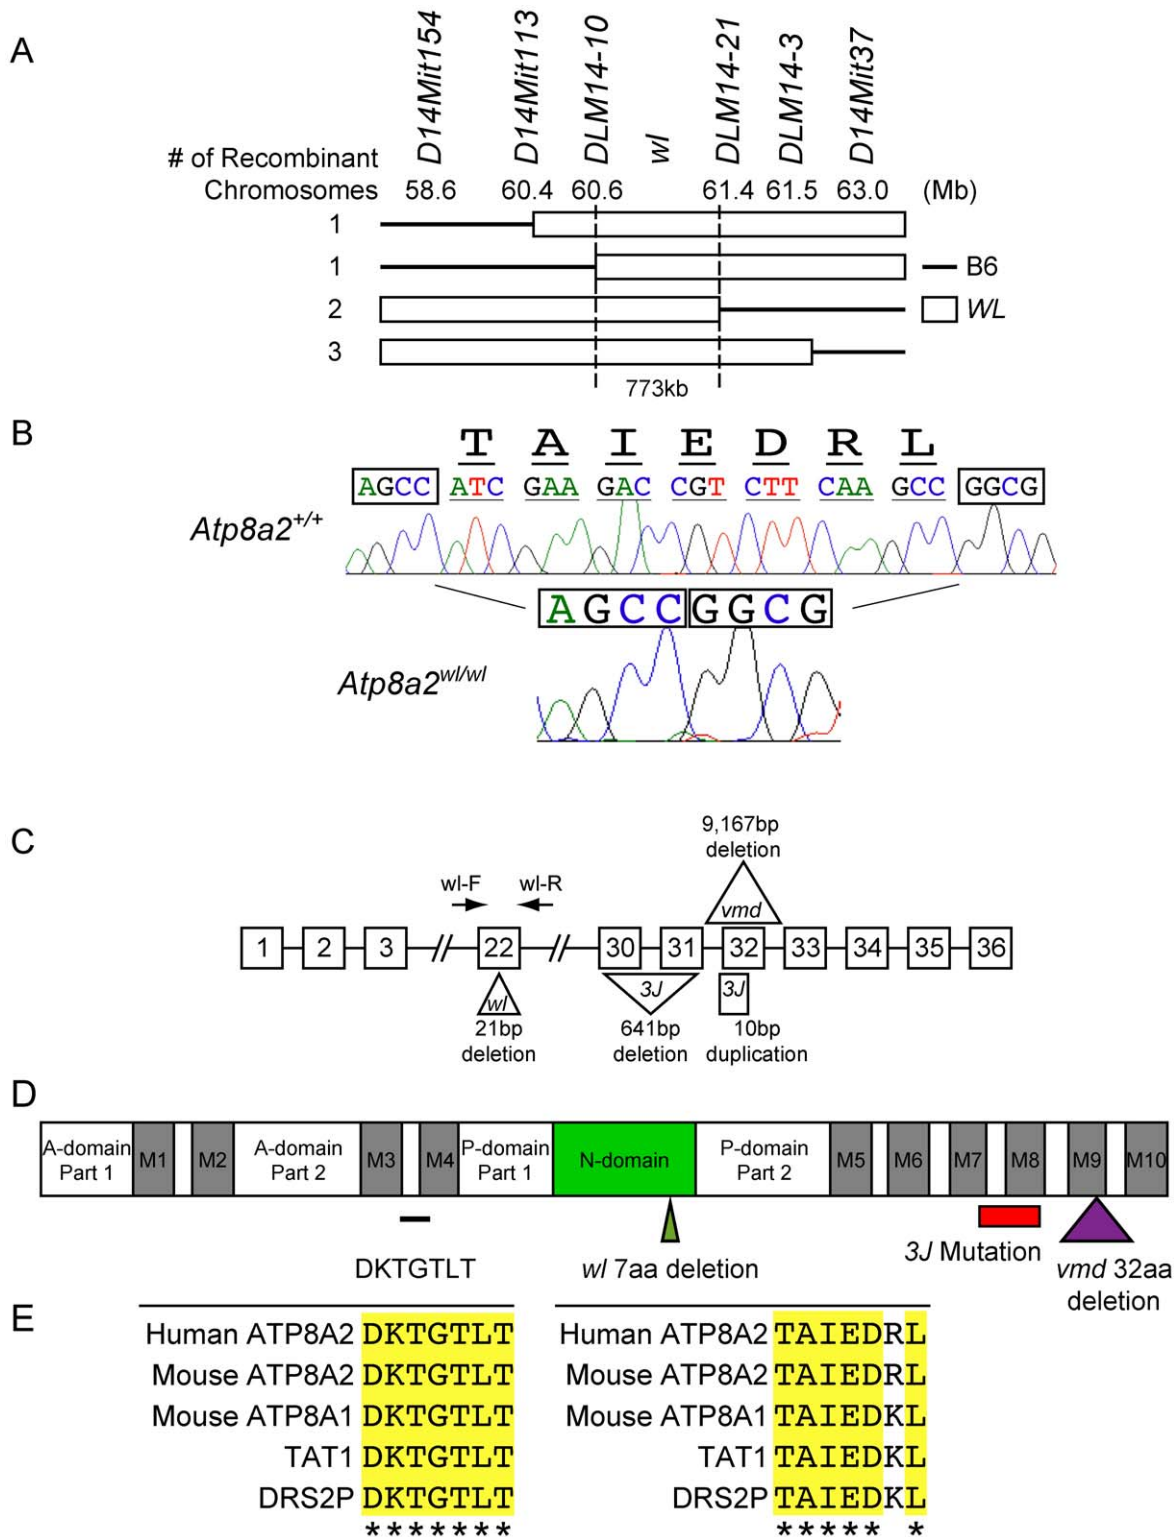 A
D14Mit154 D14Mit113 DLM14-10 wl DLM14-21 DLM14-3 D14Mit37
# of Recombinant
Chromosomes 58.6 60.4 60.6 61.4 61.5 63.0 (Mb)
1
1 B6
2 WL
3
773kb
B
T A I E D R L
AGCC ATC GAA GAC CGT CTT CAA GCC GGCG
Atp8a2+/+
AGCC GGCG
Atp8a2wl/wl
C
9,167bp
deletion
wl-F wl-R
vmd
1 2 3 // 22 // 30 31 32 33 34 35 36
wl 3J 3J
21bp 641bp 10bp
deletion deletion duplication
D
A-domain Part 1 M1 M2 A-domain Part 2 M3 M4 P-domain Part 1 N-domain P-domain Part 2 M5 M6 M7 M8 M9 M10
DKTGTLT wl 7aa deletion 3J Mutation vmd 32aa
deletion
E
Human ATP8A2 DKTGTLT Human ATP8A2 TAIEDRL
Mouse ATP8A2 DKTGTLT Mouse ATP8A2 TAIEDRL
Mouse ATP8A1 DKTGTLT Mouse ATP8A1 TAIEDKL
TAT1 DKTGTLT TAT1 TAIEDKL
DRS2P DKTGTLT DRS2P TAIEDKL
******* ***** *